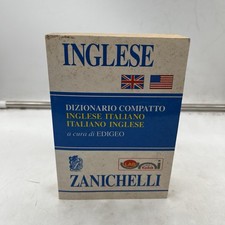 INGLESE
DIZIONARIO COMPATTO
INGLESE ITALIANO
ITALIANO INGLESE
a cura di EDIGEO
ZANICHELLI